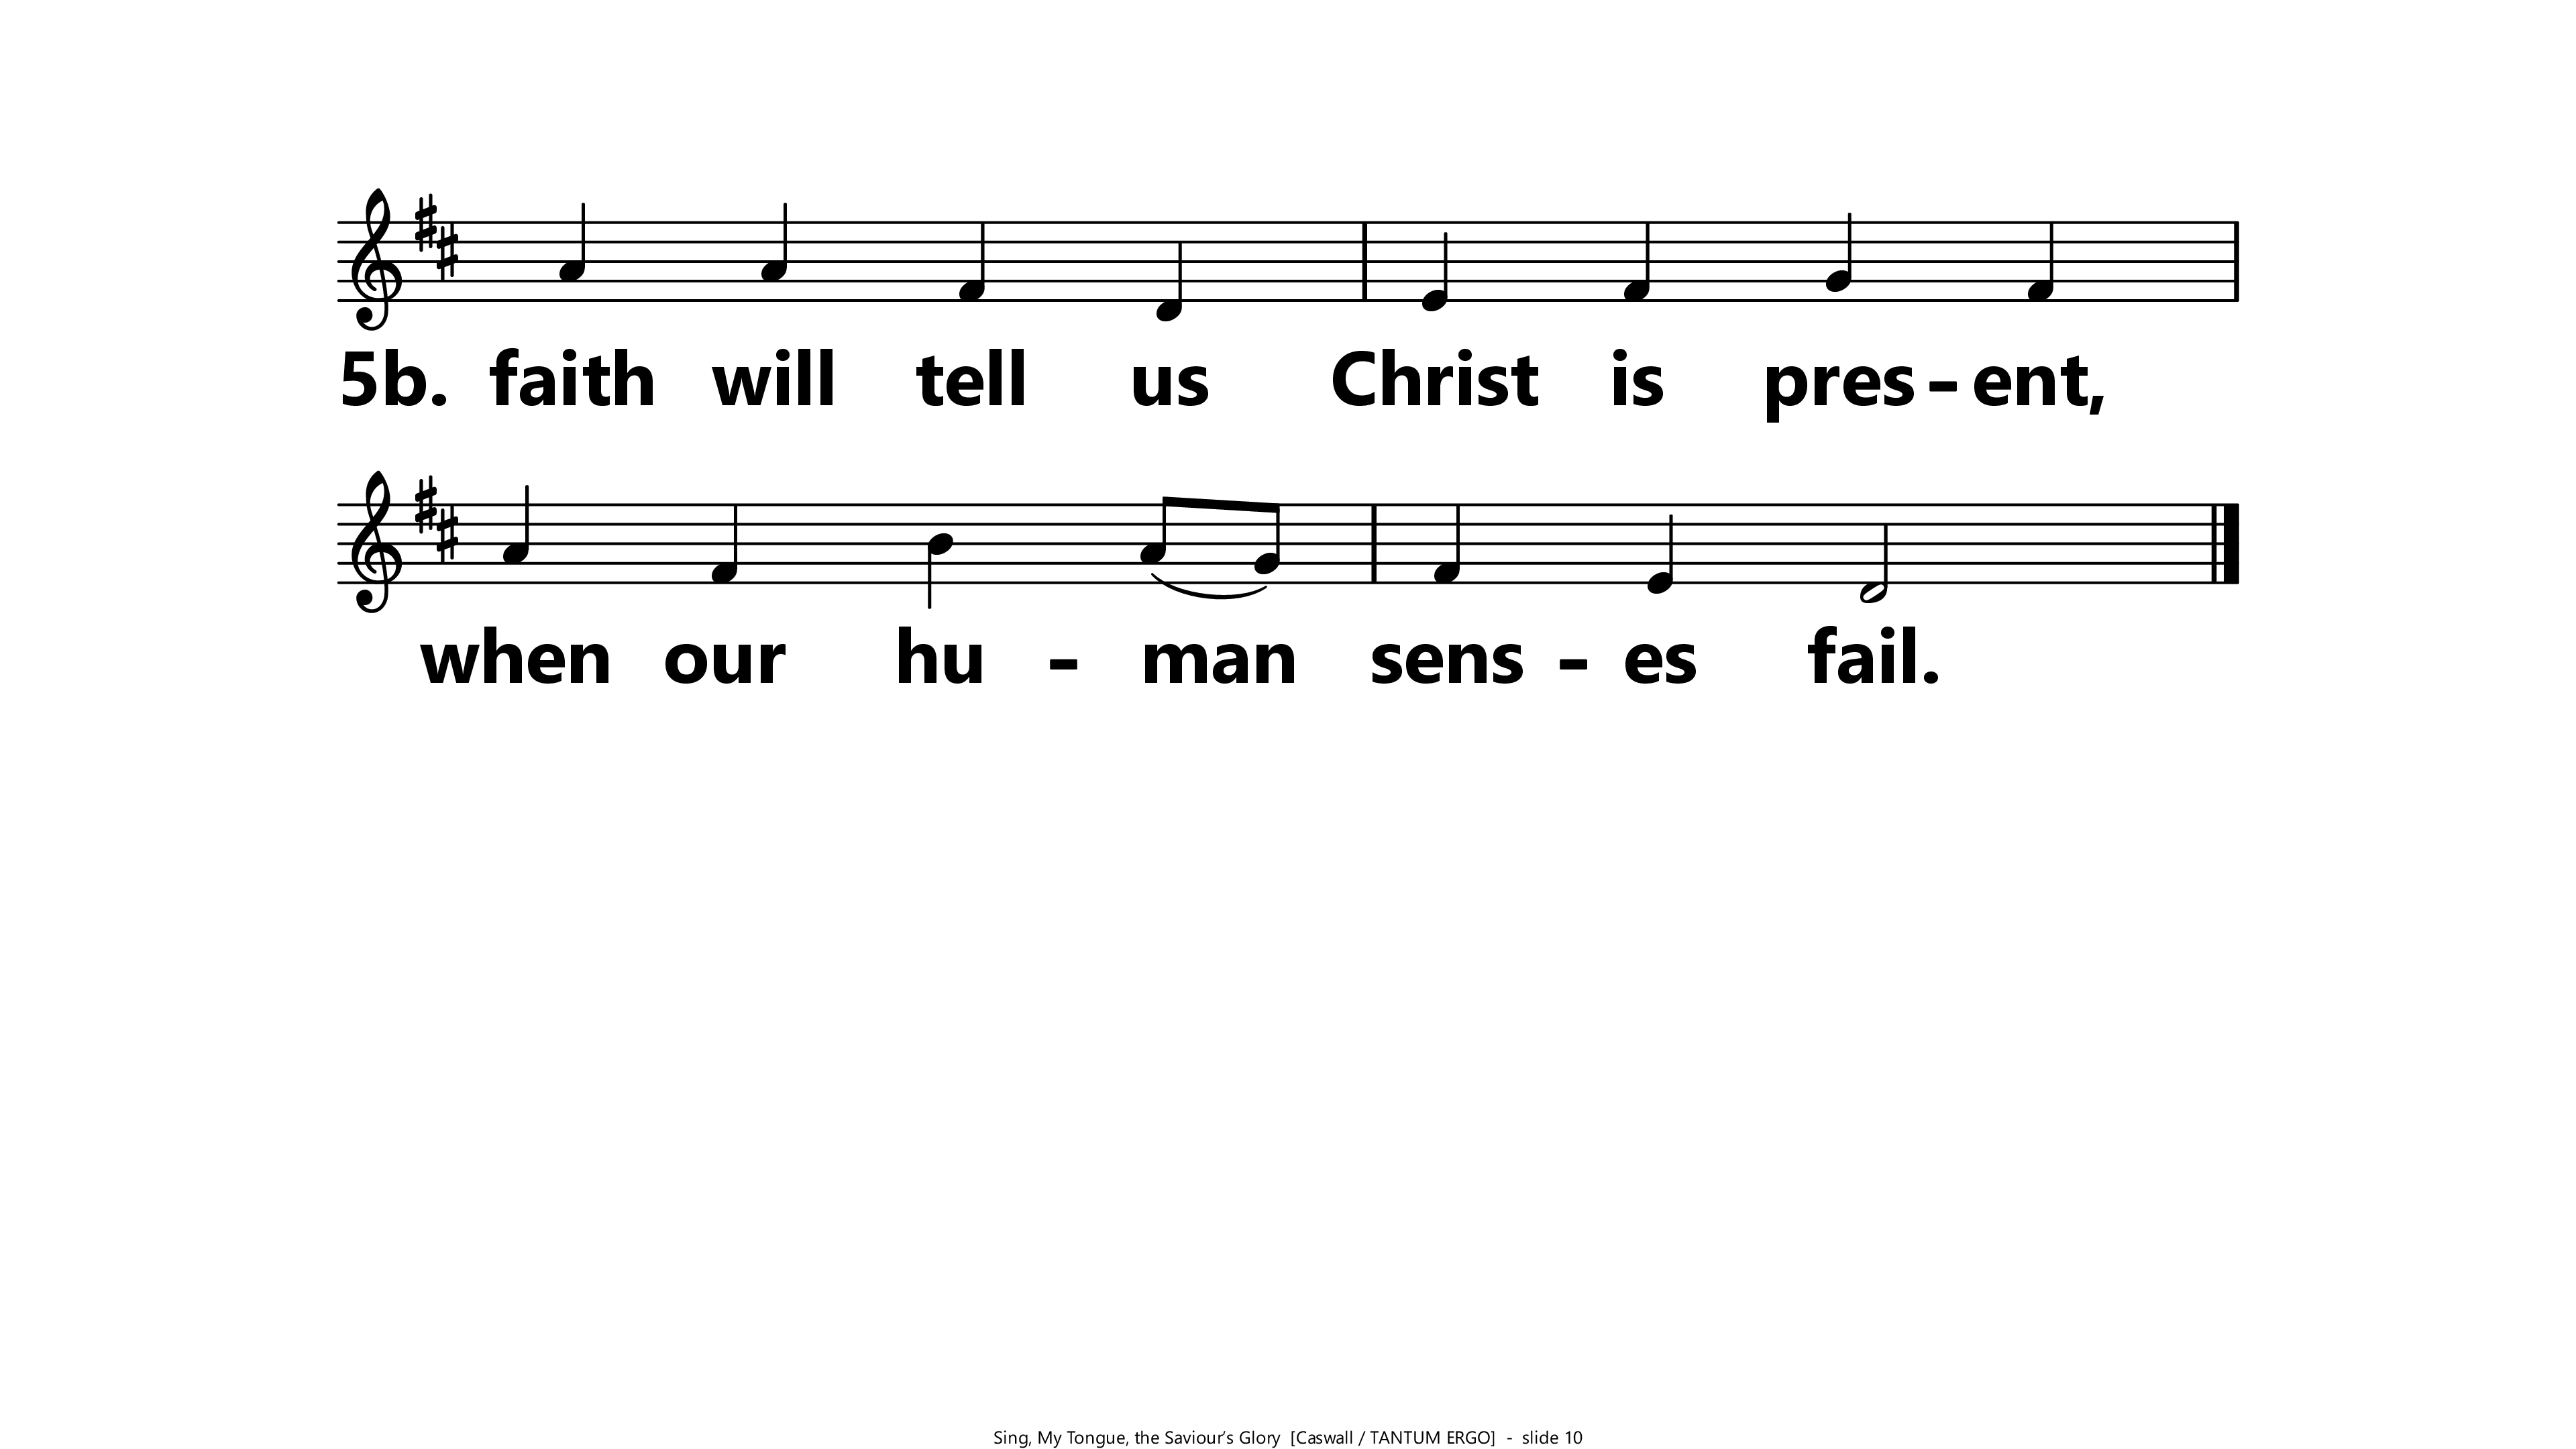 5b. faith will tell us Christ is pres - ent,
when our hu - man sens - es fail.
Sing, My Tongue, the Saviour’s Glory [Caswall / TANTUM ERGO] - slide 10